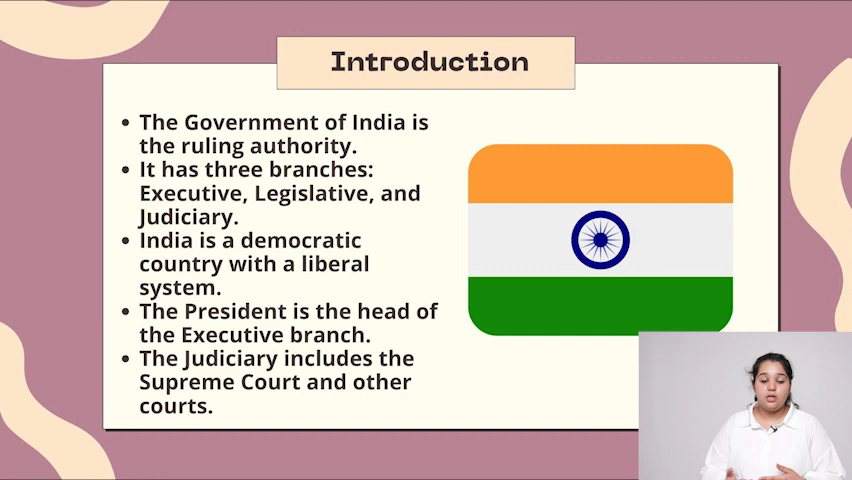 Introduction
• The Government of India is
the ruling authority.
• It has three branches:
Executive, Legislative, and
Judiciary.
• India is a democratic
country with a liberal
system.
• The President is the head of
the Executive branch.
• The Judiciary includes the
Supreme Court and other
courts.